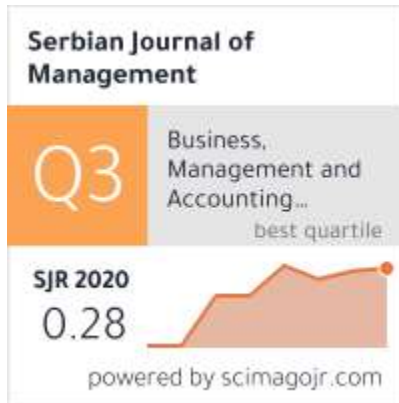 Serbian Journal of
Management
Q3
Business,
Management and
Accounting...
best quartile
SJR 2020
0.28
powered by scimagojr.com